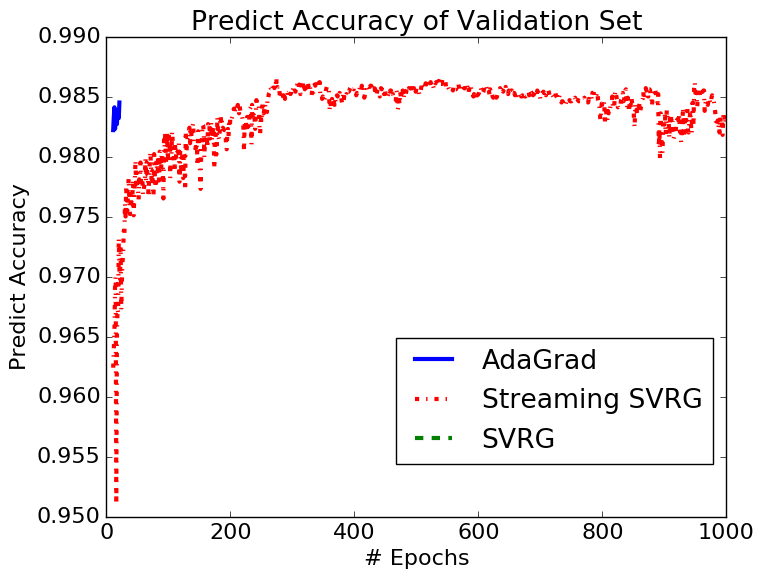 Predict Accuracy of Validation Set
0.990
0.985
0.980
0.975
0.970
0.965
0.960
0.955
0.950
Predict Accuracy
AdaGrad
Streaming SVRG
SVRG
0 200 400 600 800 1000
# Epochs